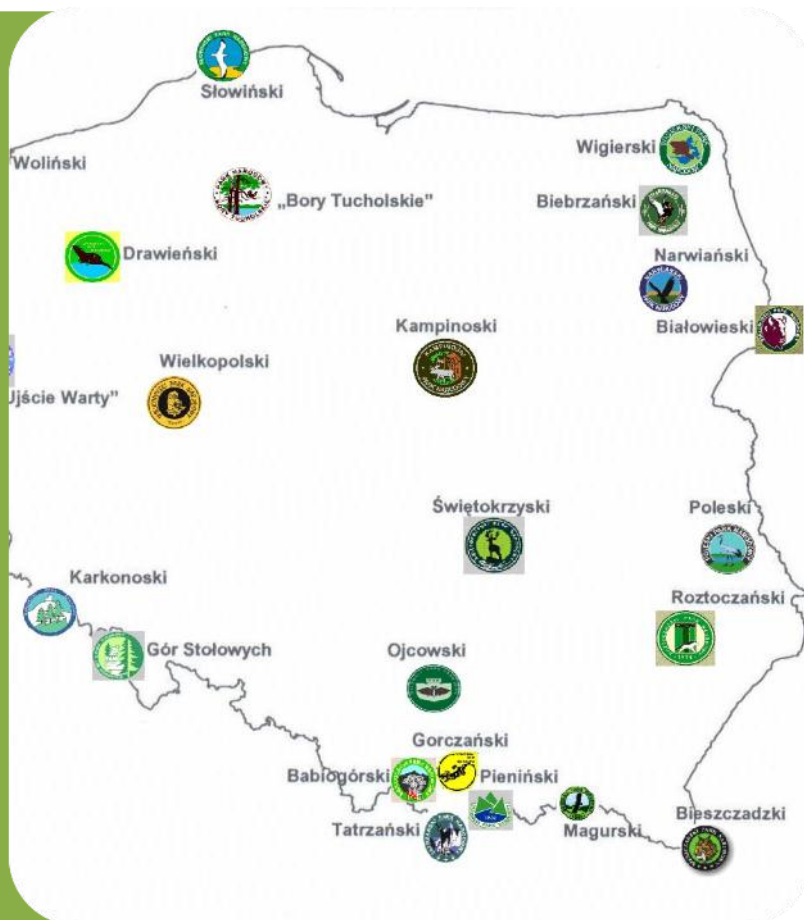 Słowiński
Woliński
Wigierski
„Bory Tucholskie”
Biebrzański
Drawieński
Narwiański
Kampinoski
Białowieski
Wielkopolski
Ujście Warty”
Świętokrzyski
Poleski
Karkonoski
Roztoczański
Gór Stołowych
Ojcowski
Gorczański
Babiogórski
Pieniński
Tatrzański
Magurski
Bieszczadzki